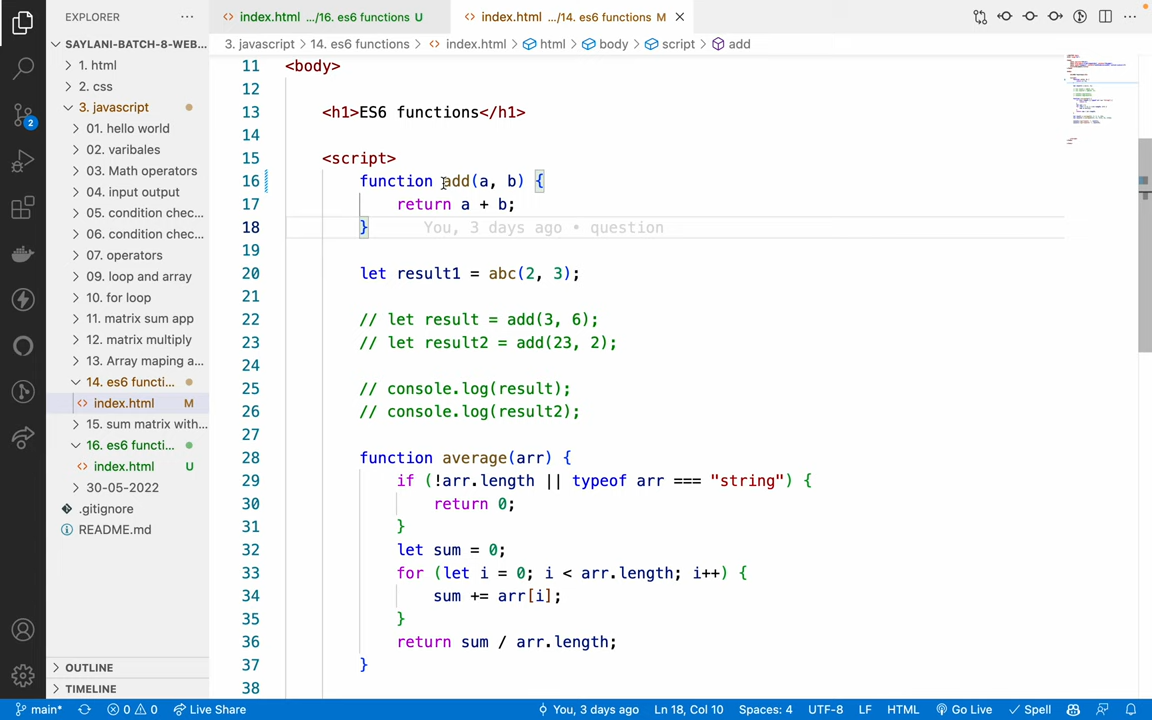 EXPLORER
SAYLANI-BATCH-8-WEB...
1. html
2. css
3. javascript
01. hello world
02. varibales
03. Math operators
04. input output
05. condition chec...
06. condition chec...
07. operators
09. loop and array
10. for loop
11. matrix sum app
12. matrix multiply
13. Array maping a...
14. es6 functi...
index.html M
15. sum matrix with...
16. es6 functi...
index.html U
30-05-2022
.gitignore
README.md
OUTLINE
TIMELINE
2
index.html .../16. es6 functions U
index.html .../14. es6 functions M
3. javascript > 14. es6 functions > index.html > html > body > script > add
11 <body>
12
13 <h1>ES6 functions</h1>
14
15 <script>
16 function add(a, b) {
17 return a + b;
18 } You, 3 days ago • question
19
20 let result1 = abc(2, 3);
21
22 // let result = add(3, 6);
23 // let result2 = add(23, 2);
24
25 // console.log(result);
26 // console.log(result2);
27
28 function average(arr) {
29 if (!arr.length || typeof arr === "string") {
30 return 0;
31 }
32 let sum = 0;
33 for (let i = 0; i < arr.length; i++) {
34 sum += arr[i];
35 }
36 return sum / arr.length;
37 }
38
main* 0 0 Live Share You, 3 days ago Ln 18, Col 10 Spaces: 4 UTF-8 LF HTML Go Live Spell